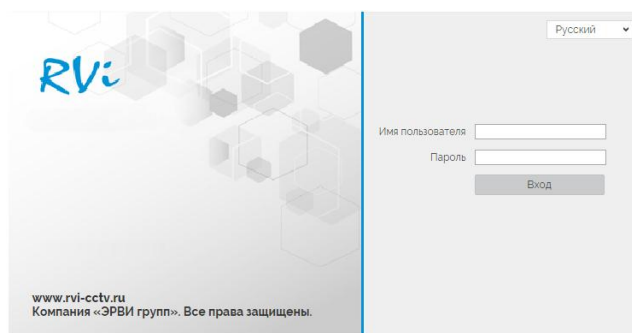 Русский
RVi
Имя пользователя
Пароль
Вход
www.rvi-cctv.ru
Компания «ЭРВИ групп». Все права защищены.